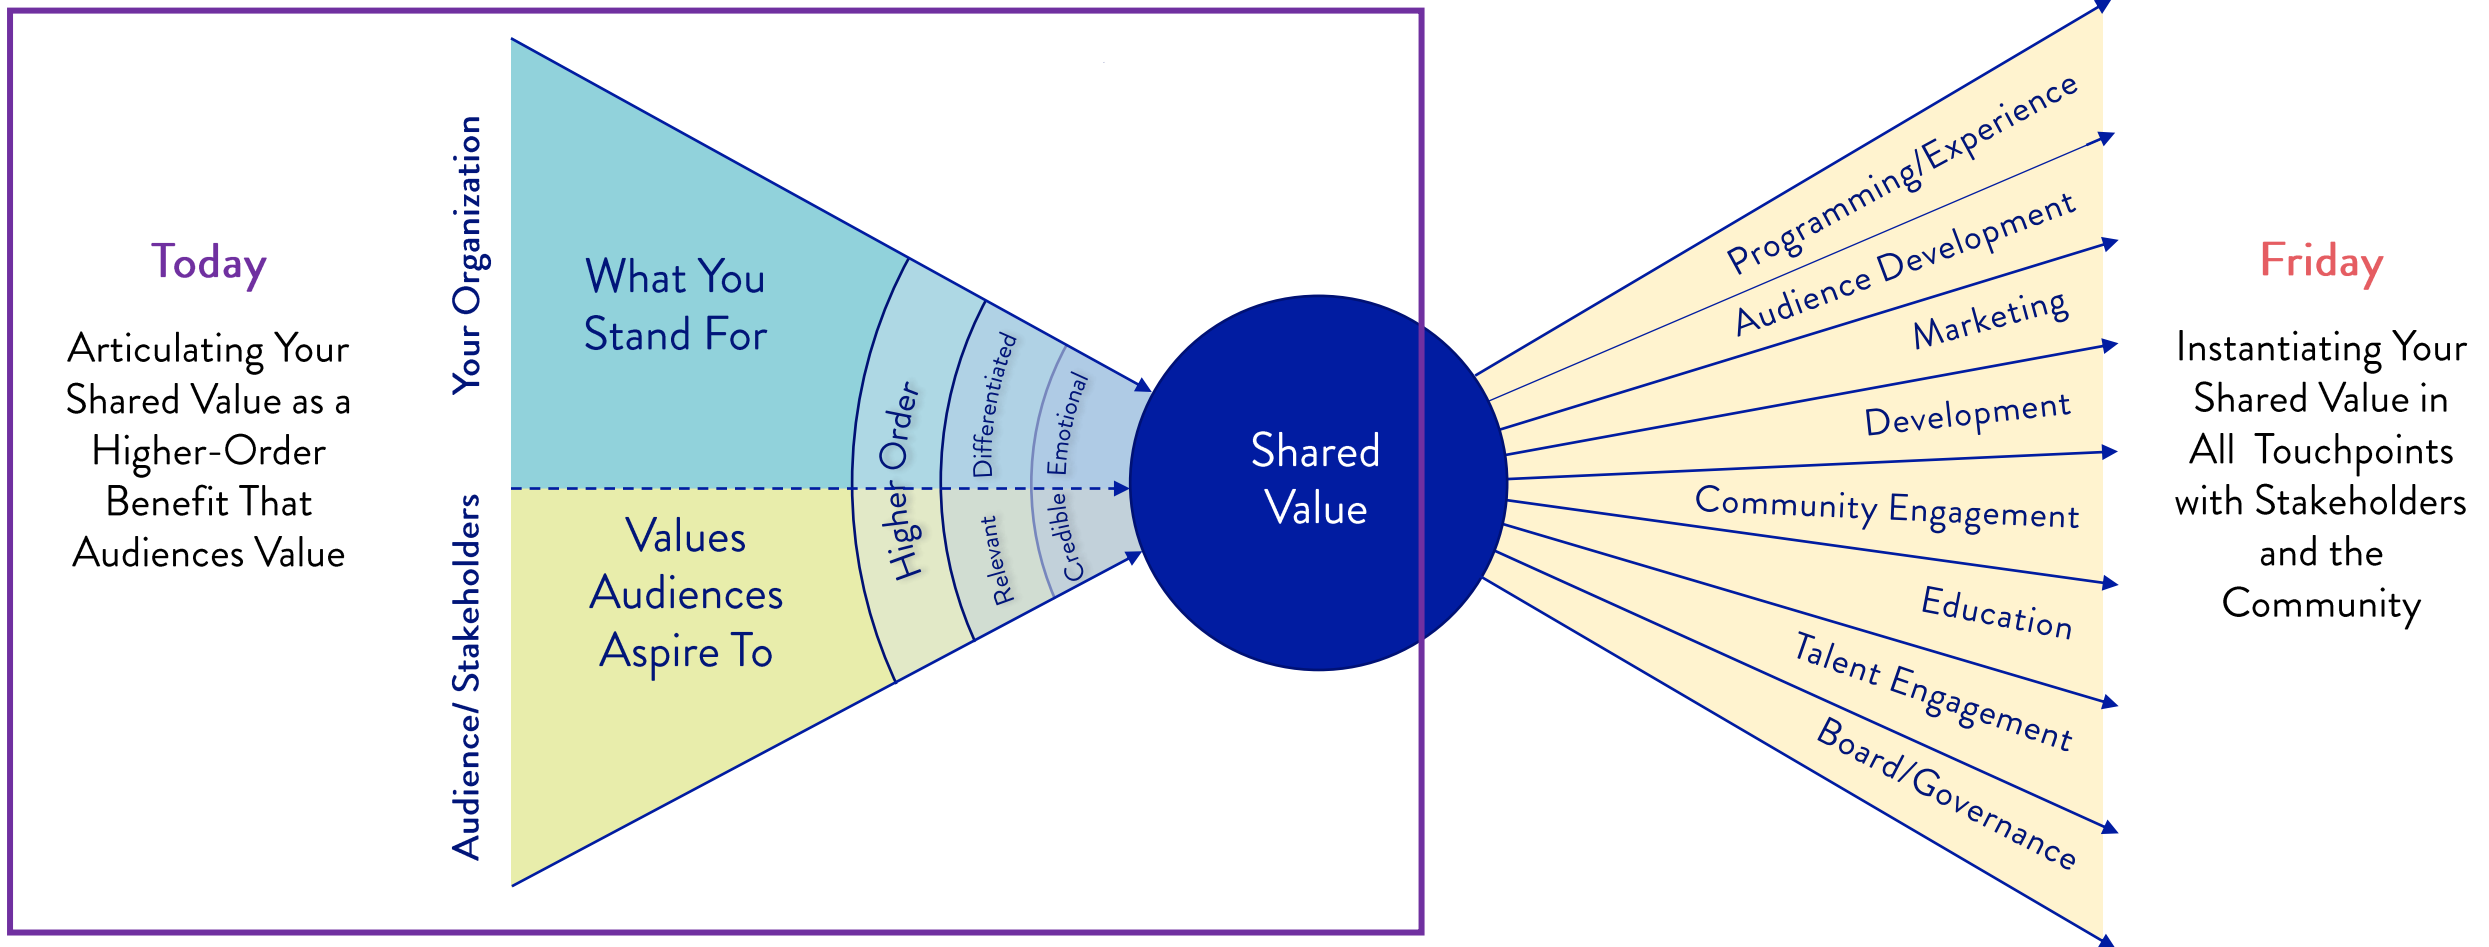 Today
Articulating Your
Shared Value as a
Higher-Order
Benefit That
Audiences Value
Your Organization
Audience/ Stakeholders
What You
Stand For
Values
Audiences
Aspire To
Higher Order
Differentiated
Relevant
Emotional
Credible
Shared
Value
Programming/Experience
Audience Development
Marketing
Development
Community Engagement
Education
Talent Engagement
Board/Governance
Friday
Instantiating Your
Shared Value in
All Touchpoints
with Stakeholders
and the
Community